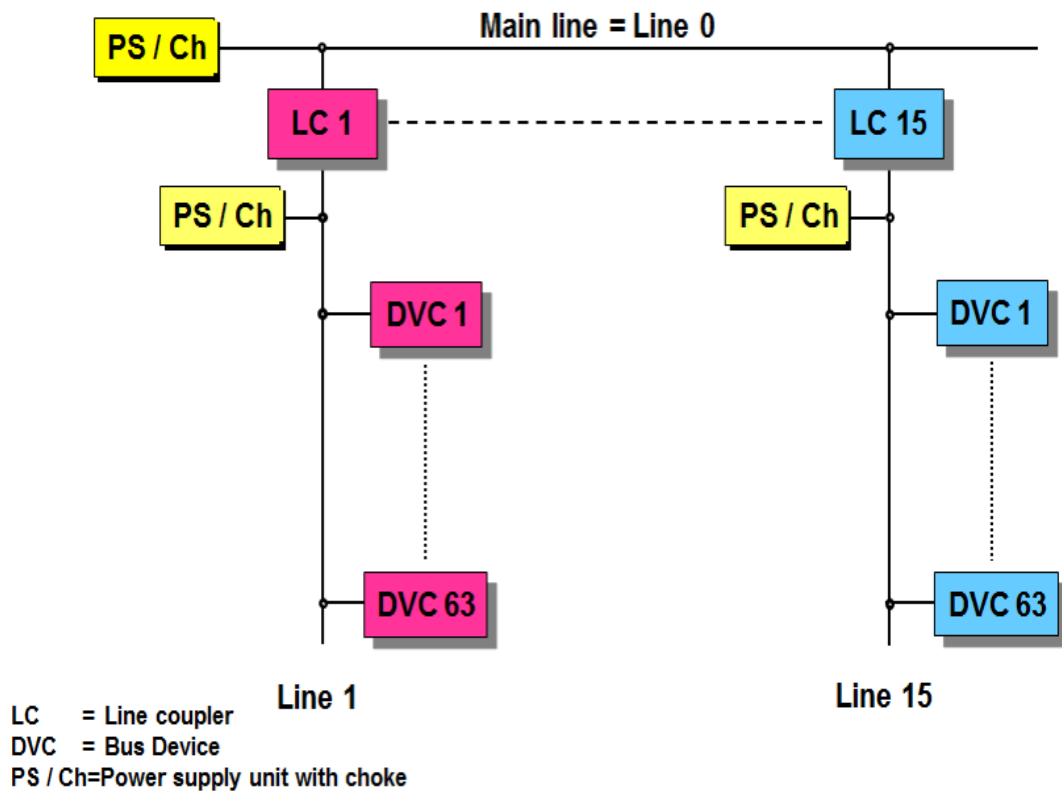 Main line = Line 0
PS / Ch
LC 1
LC 15
PS / Ch
PS / Ch
DVC 1
DVC 1
DVC 63
DVC 63
Line 1
Line 15
LC = Line coupler
DVC = Bus Device
PS / Ch=Power supply unit with choke